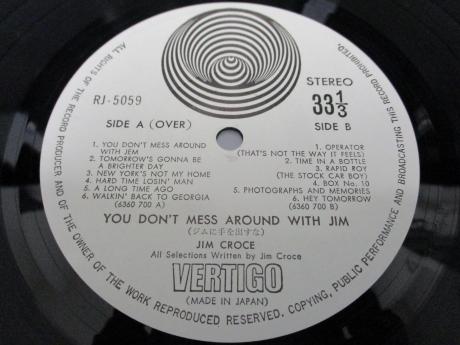 ALL RIGHTS OF THE RECORD PRODUCER AND OF THE OWNER OF THE WORK REPRODUCED RESERVED. COPYING, PUBLIC PERFORMANCE AND BROADCASTING THIS RECORD PROHIBITED.
RJ-5059
STEREO
33 1/3
SIDE A (OVER)
SIDE B
1. YOU DON'T MESS AROUND
WITH JEM
2. TOMORROW'S GONNA BE
A BRIGHTER DAY
3. NEW YORK'S NOT MY HOME
4. HARD TIME LOSIN' MAN
5. A LONG TIME AGO
6. WALKIN' BACK TO GEORGIA
(6360 700 A)
1. OPERATOR
(THAT'S NOT THE WAY IT FEELS)
2. TIME IN A BOTTLE
3. RAPID ROY
(THE STOCK CAR BOY)
4. BOX No. 10
5. PHOTOGRAPHS AND MEMORIES
6. HEY TOMORROW
(6360 700 B)
YOU DON'T MESS AROUND WITH JIM
(ジムに手を出すな)
JIM CROCE
All Selections Written by Jim Croce
VERTIGO
(MADE IN JAPAN)